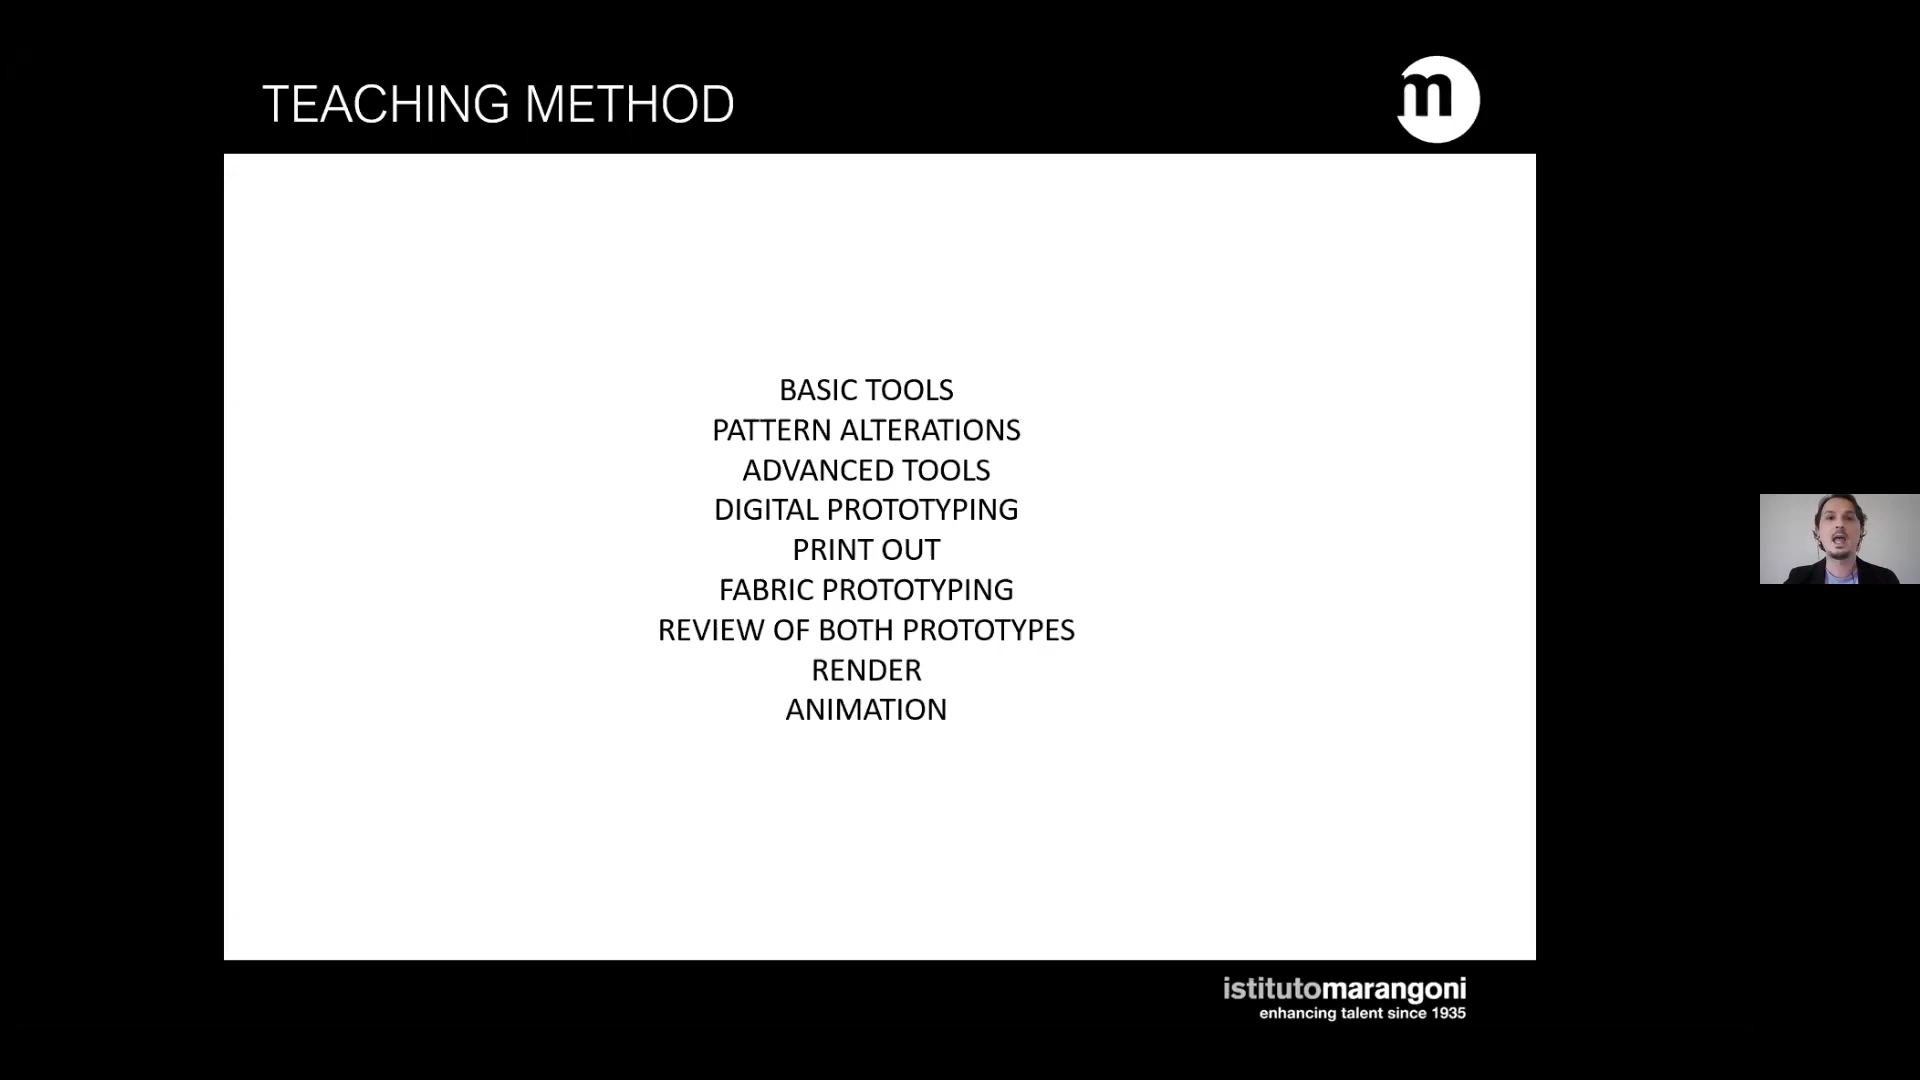 TEACHING METHOD
m
BASIC TOOLS
PATTERN ALTERATIONS
ADVANCED TOOLS
DIGITAL PROTOTYPING
PRINT OUT
FABRIC PROTOTYPING
REVIEW OF BOTH PROTOTYPES
RENDER
ANIMATION
istitutomarangoni
enhancing talent since 1935